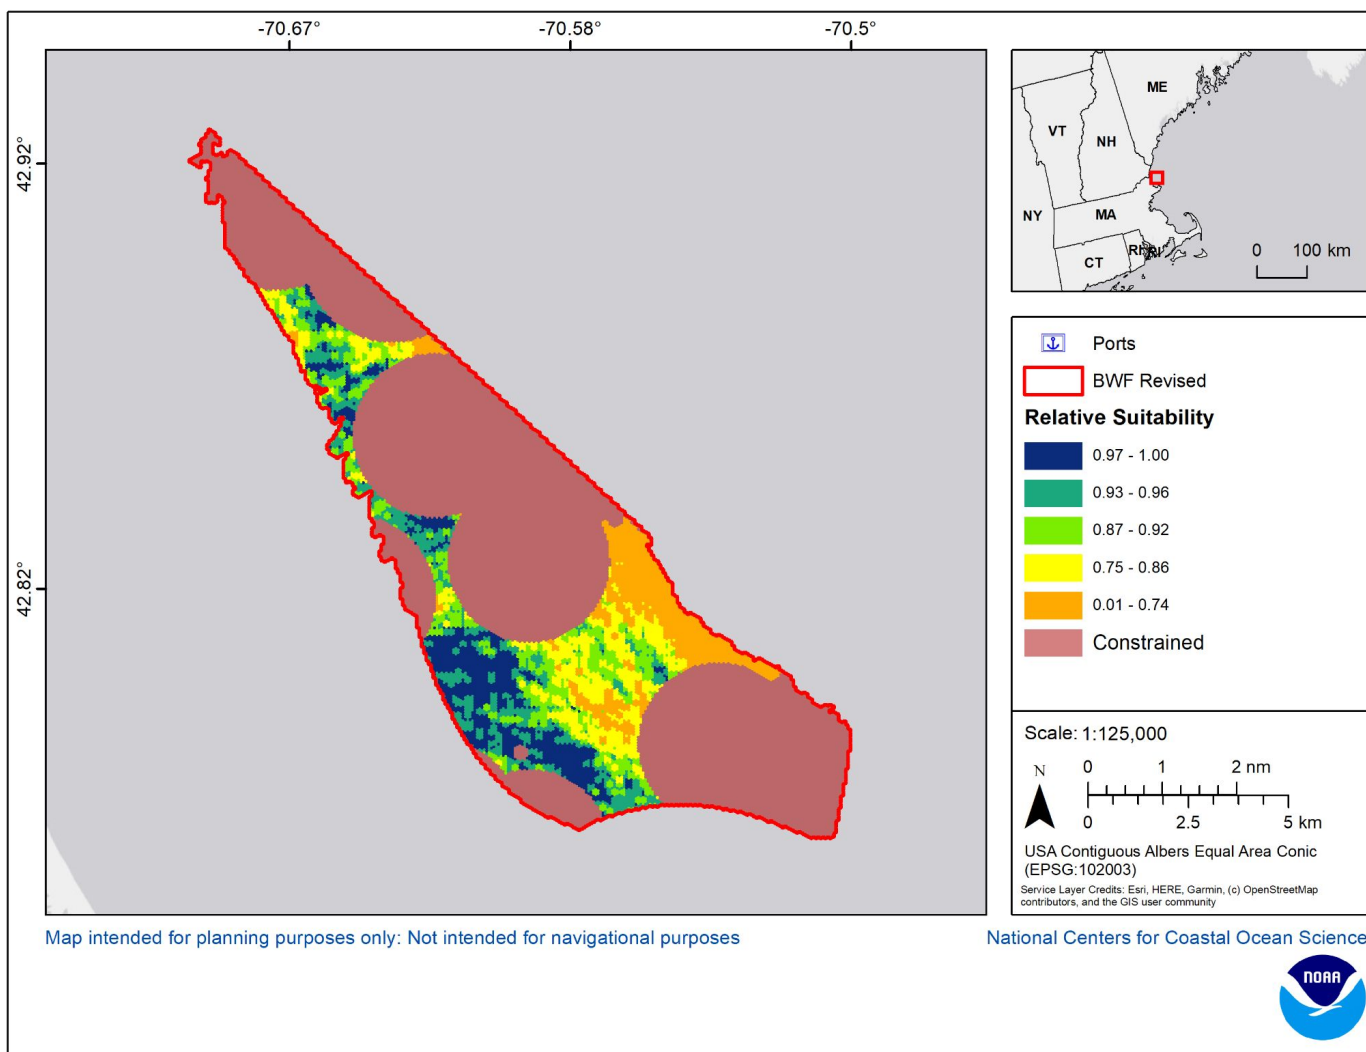 -70.67°
-70.58°
-70.5°
42.92°
42.82°
ME
VT
NH
NY
MA
CT
RI
RI
0 100 km
Ports
BWF Revised
Relative Suitability
0.97 - 1.00
0.93 - 0.96
0.87 - 0.92
0.75 - 0.86
0.01 - 0.74
Constrained
Scale: 1:125,000
N
0 1 2 nm
0 2.5 5 km
USA Contiguous Albers Equal Area Conic
(EPSG:102003)
Service Layer Credits: Esri, HERE, Garmin, (c) OpenStreetMap
contributors, and the GIS user community
Map intended for planning purposes only: Not intended for navigational purposes
National Centers for Coastal Ocean Science
NOAA